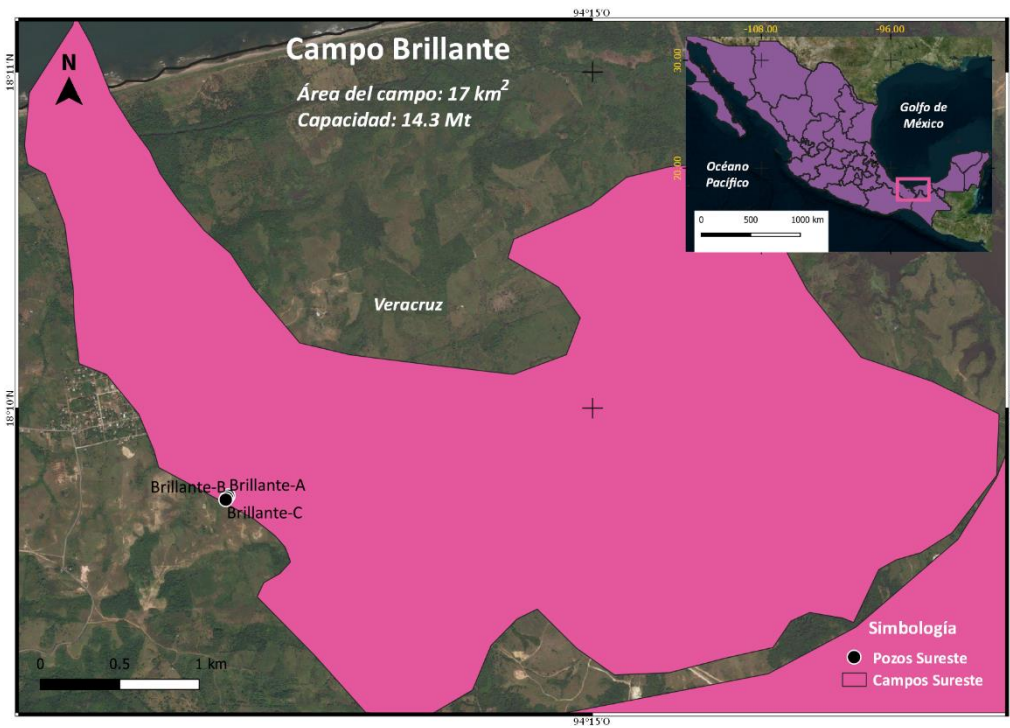 94°15'O
Campo Brillante
Área del campo: 17 km²
Capacidad: 14.3 Mt
N
18°11'N
-108.00
-96.00
30.00
20.00
Golfo de
México
Océano
Pacífico
0 500 1000 km
Veracruz
18°10'N
Brillante-B
Brillante-A
Brillante-C
0 0.5 1 km
Simbología
Pozos Sureste
Campos Sureste
94°15'O